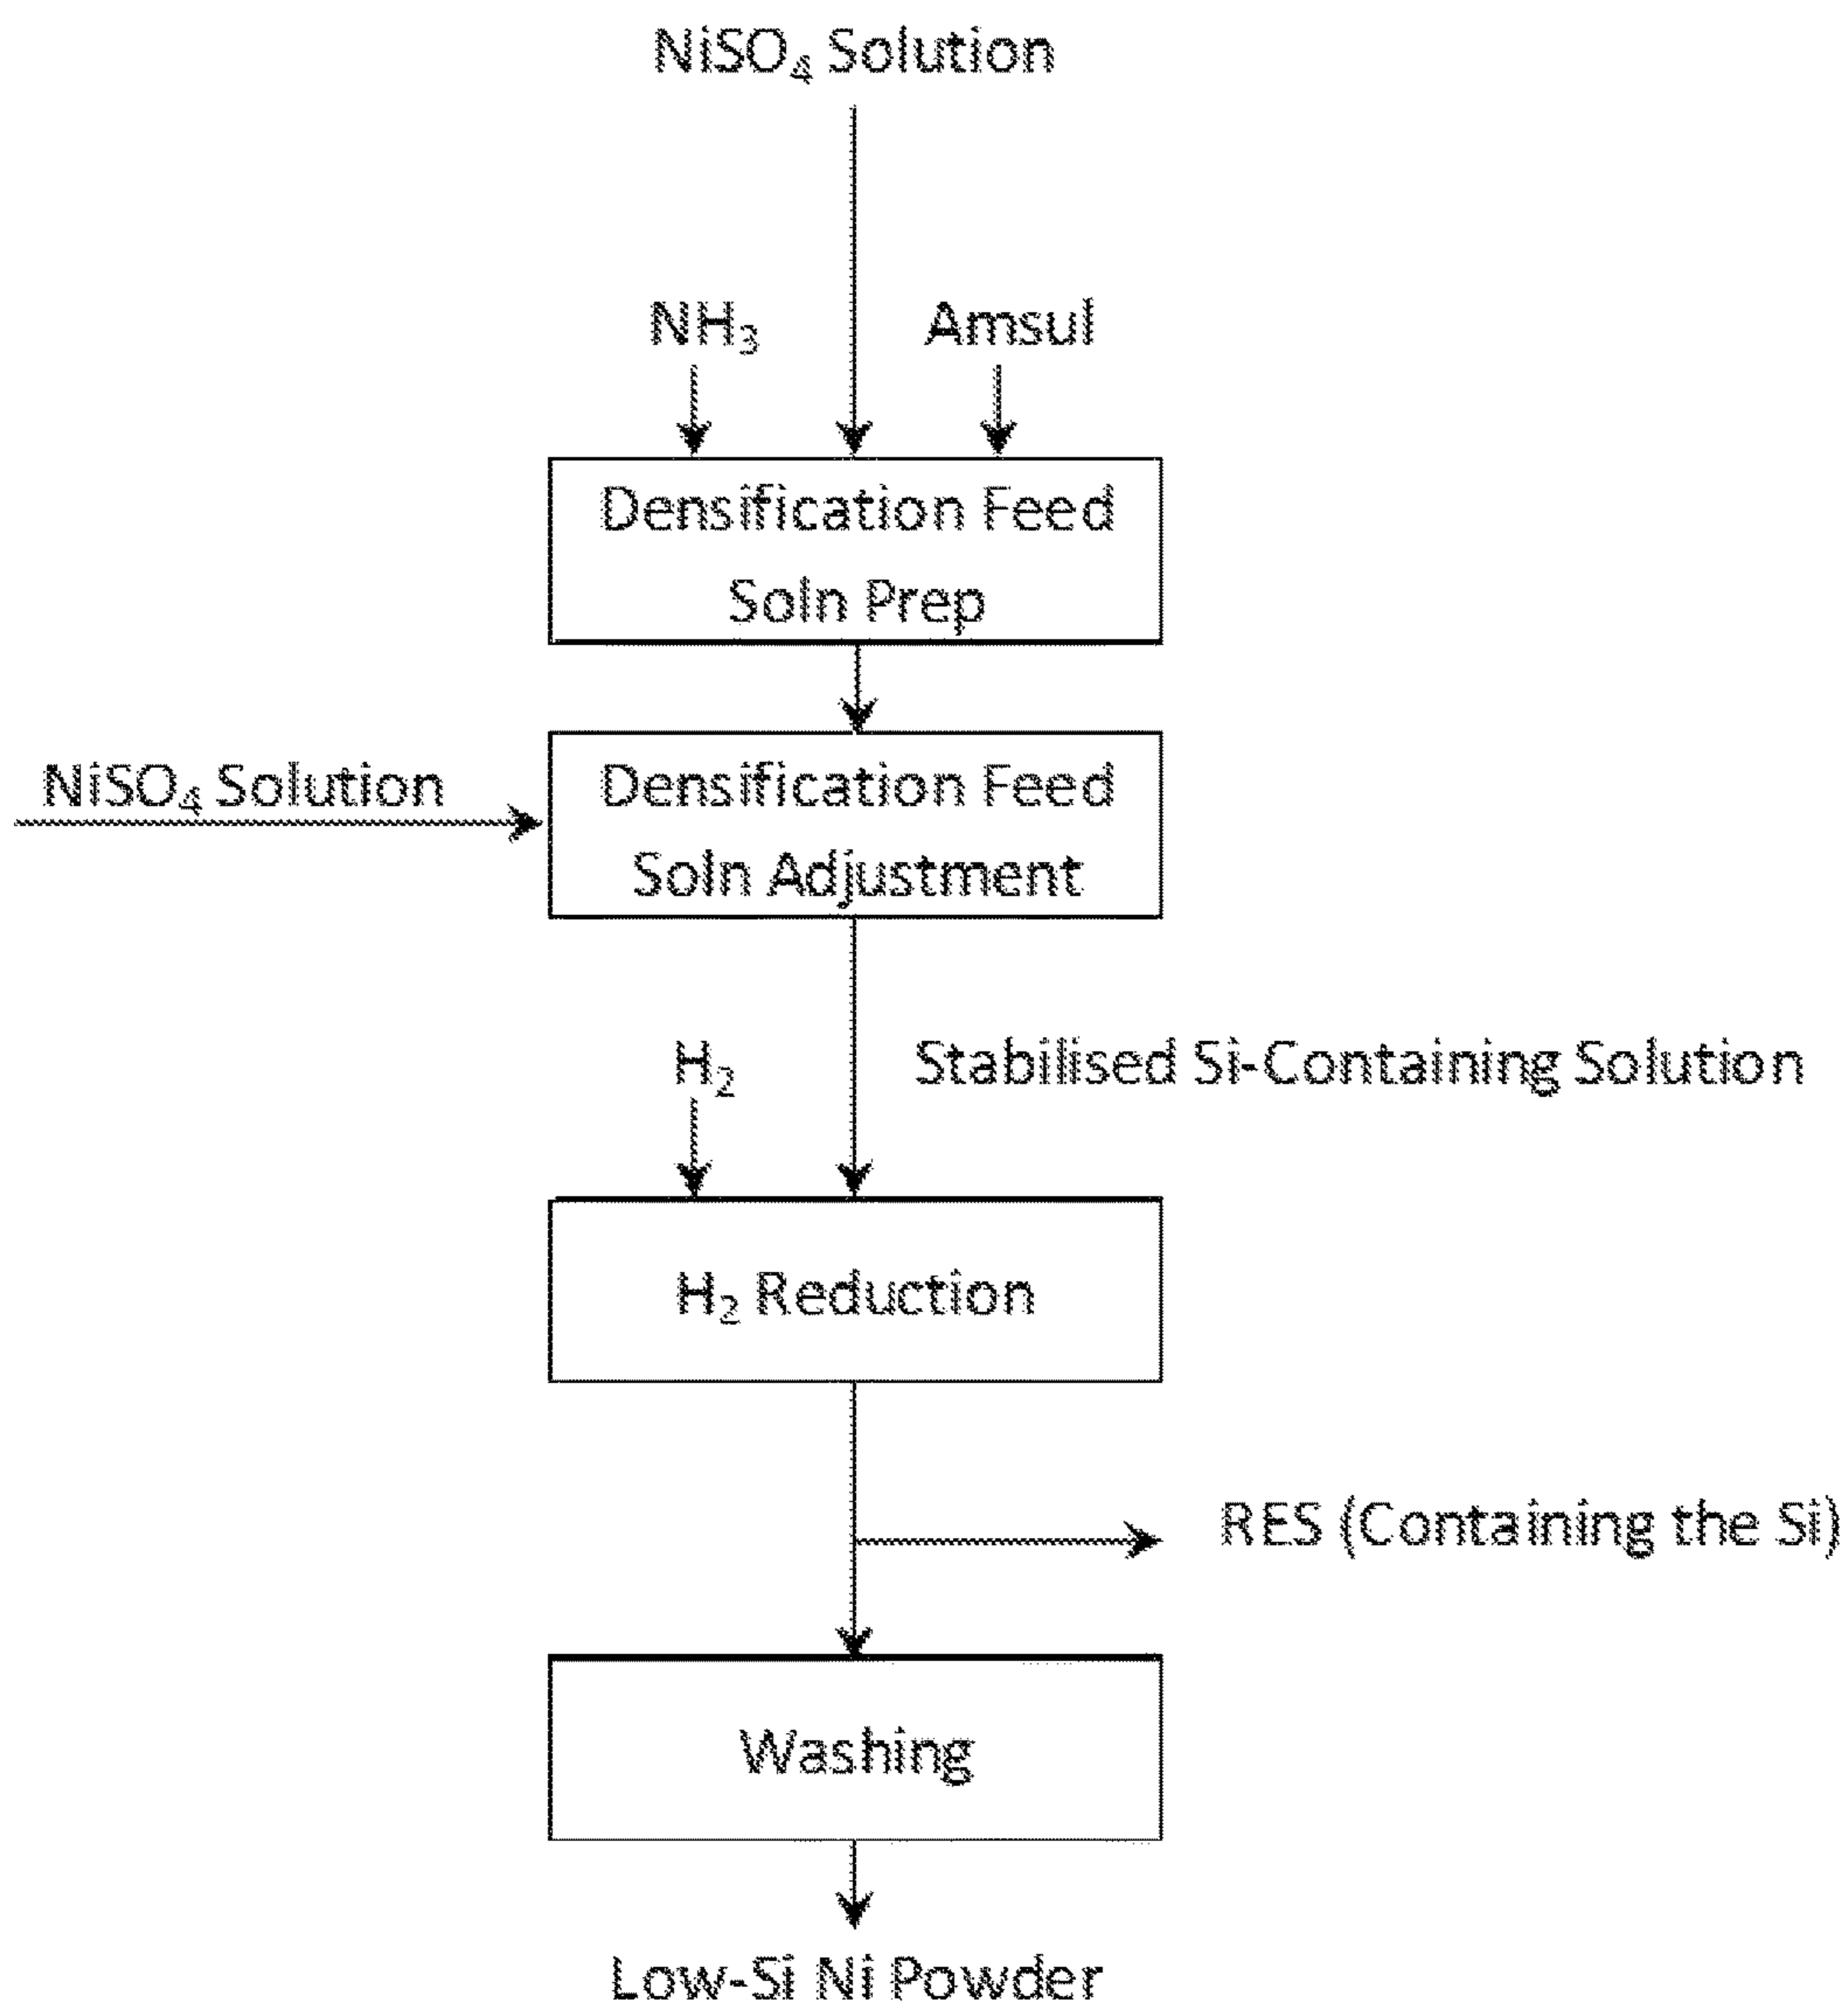 NiSO₄ Solution
NH₃ Amsul
Densification Feed
Soln Prep
NiSO₄ Solution
Densification Feed
Soln Adjustment
H₂
Stabilised Si-Containing Solution
H₂ Reduction
RES (Containing the Si)
Washing
Low-Si Ni Powder